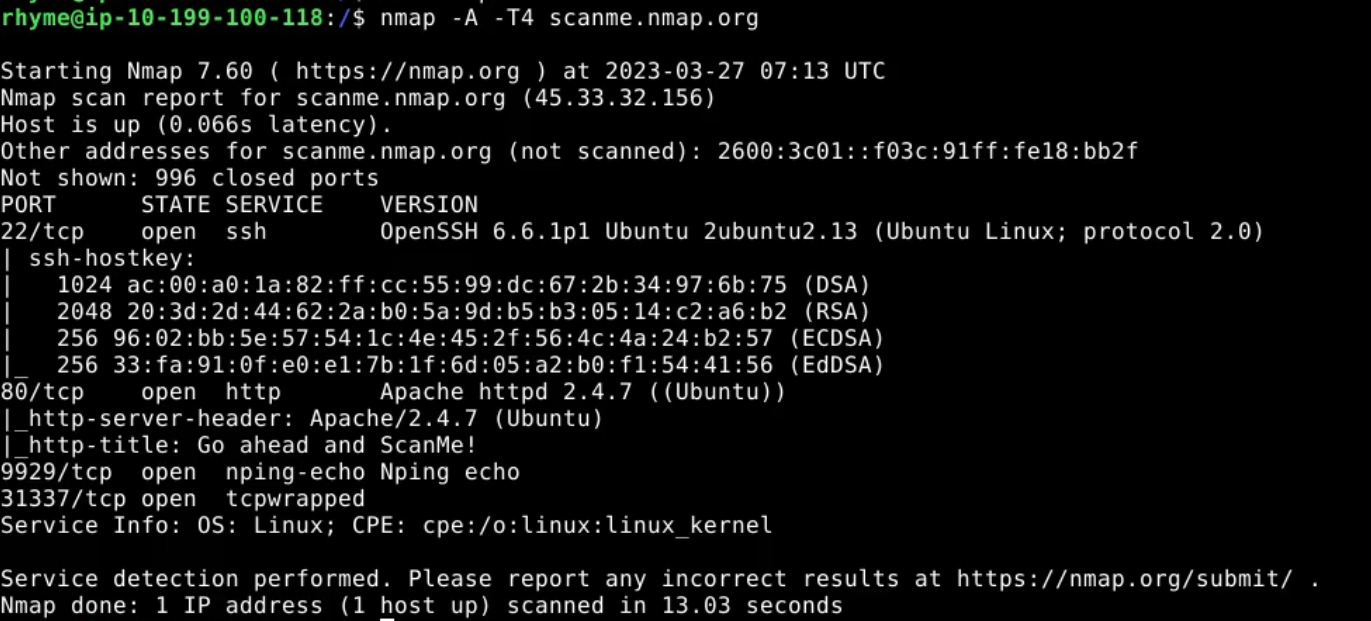 rhyme@ip-10-199-100-118:/$ nmap -A -T4 scanme.nmap.org
Starting Nmap 7.60 ( https://nmap.org ) at 2023-03-27 07:13 UTC
Nmap scan report for scanme.nmap.org (45.33.32.156)
Host is up (0.066s latency).
Other addresses for scanme.nmap.org (not scanned): 2600:3c01::f03c:91ff:fe18:bb2f
Not shown: 996 closed ports
PORT      STATE SERVICE    VERSION
22/tcp    open  ssh        OpenSSH 6.6.1p1 Ubuntu 2ubuntu2.13 (Ubuntu Linux; protocol 2.0)
| ssh-hostkey:
|   1024 ac:00:a0:1a:82:ff:cc:55:99:dc:67:2b:34:97:6b:75 (DSA)
|   2048 20:3d:2d:44:62:2a:b0:5a:9d:b5:b3:05:14:c2:a6:b2 (RSA)
|   256 96:02:bb:5e:57:54:1c:4e:45:2f:56:4c:4a:24:b2:57 (ECDSA)
|_  256 33:fa:91:0f:e0:e1:7b:1f:6d:05:a2:b0:f1:54:41:56 (EdDSA)
80/tcp    open  http       Apache httpd 2.4.7 ((Ubuntu))
|_http-server-header: Apache/2.4.7 (Ubuntu)
|_http-title: Go ahead and ScanMe!
9929/tcp  open  nping-echo Nping echo
31337/tcp open  tcpwrapped
Service Info: OS: Linux; CPE: cpe:/o:linux:linux_kernel
Service detection performed. Please report any incorrect results at https://nmap.org/submit/ .
Nmap done: 1 IP address (1 host up) scanned in 13.03 seconds